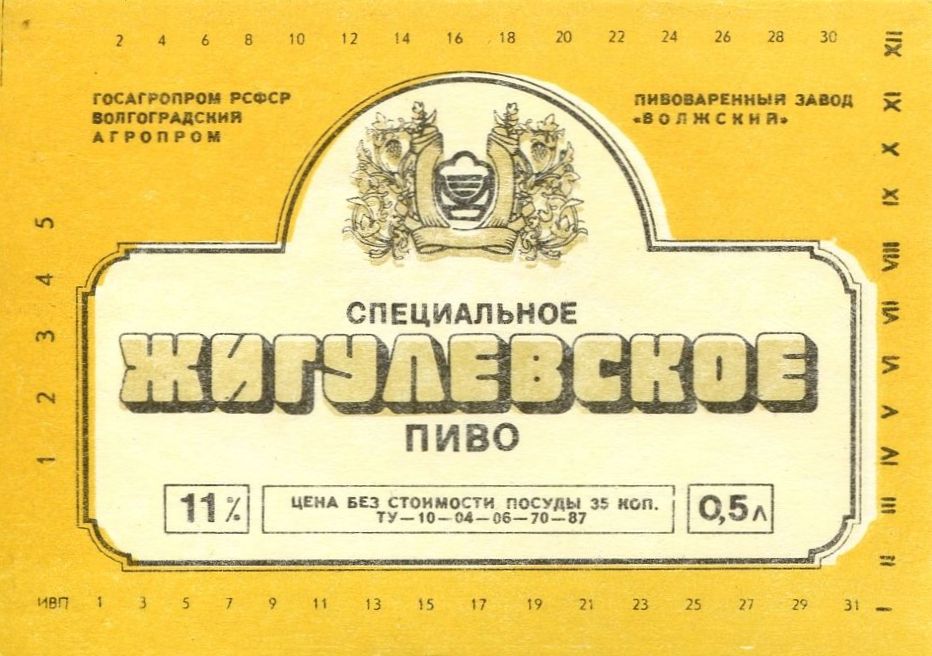 2 4 6 8 10 12 14 16 18 20 22 24 26 28 30
ГОСАГРОПРОМ РСФСР
ВОЛГОГРАДСКИЙ
АГРОПРОМ
ПИВОВАРЕННЫЙ ЗАВОД
«ВОЛЖСКИЙ»
5
4
3
2
1
XII
XI
X
XI
VIII
VII
VI
V
IV
III
II
I
СПЕЦИАЛЬНОЕ
ЖИГУЛЕВСКОЕ
ПИВО
11%
ЦЕНА БЕЗ СТОИМОСТИ ПОСУДЫ 35 КОП.
ТУ—10—04—06—70—87
0,5л
ИВП 1 3 5 7 9 11 13 15 17 19 21 23 25 27 29 31